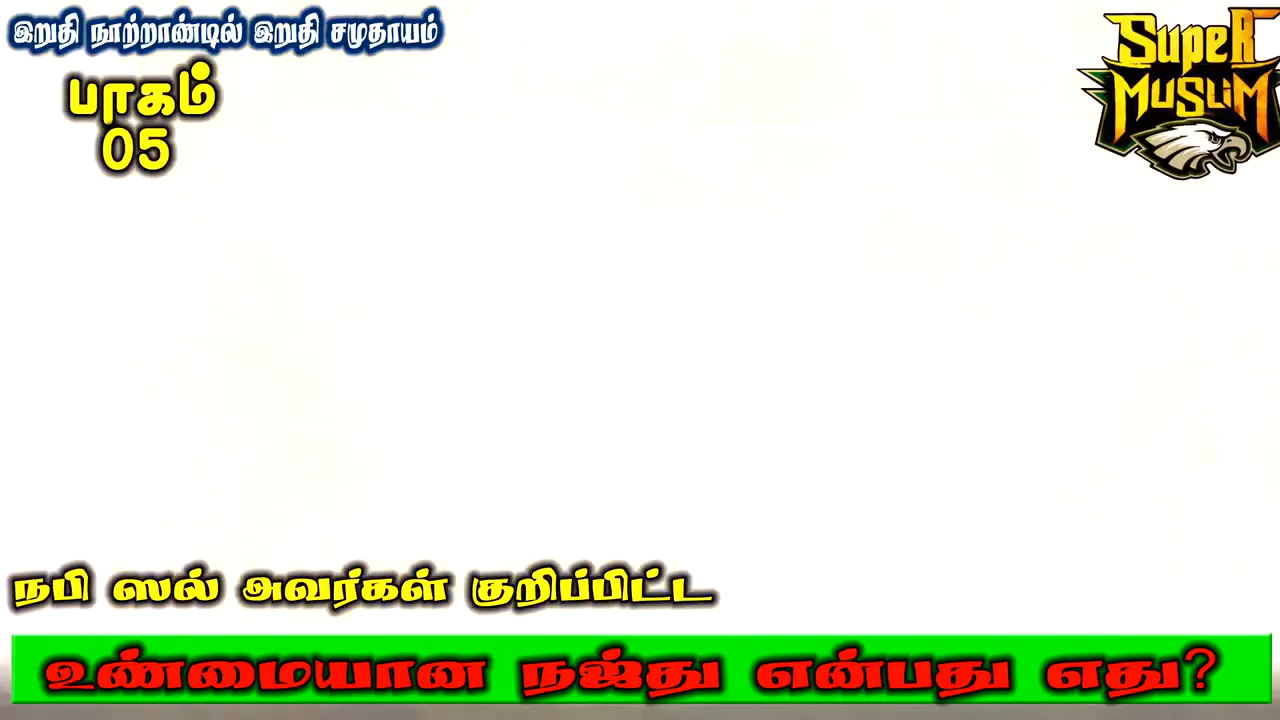 இறுதி நூற்றாண்டில் இறுதி சமுதாயம்
பாகம்
05
SUPER
MUSLIM
நபி ஸல் அவர்கள் குறிப்பிட்ட
உண்மையான நஜ்து என்பது எது?